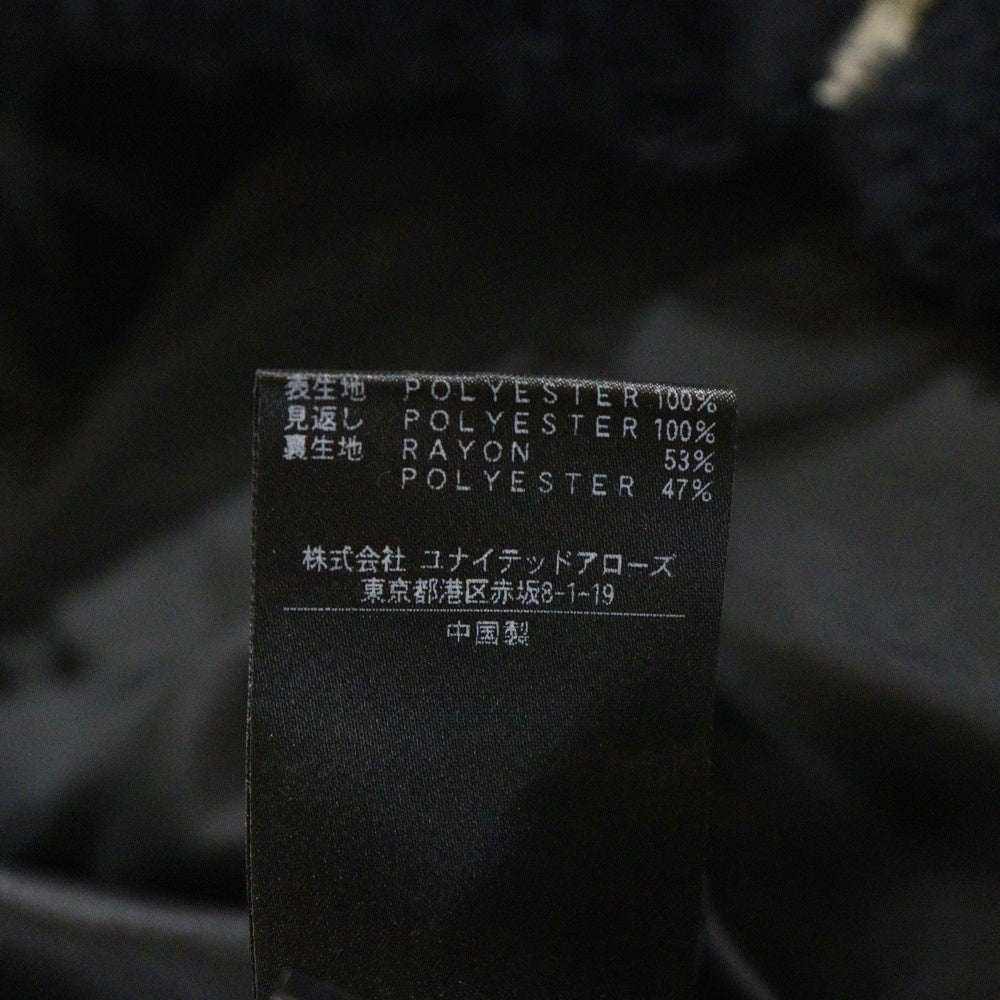 表生地 POLYESTER 100%
見返し POLYESTER 100%
裏生地 RAYON 53%
POLYESTER 47%
株式会社 ユナイテッドアローズ
東京都港区赤坂8-1-19
中国製